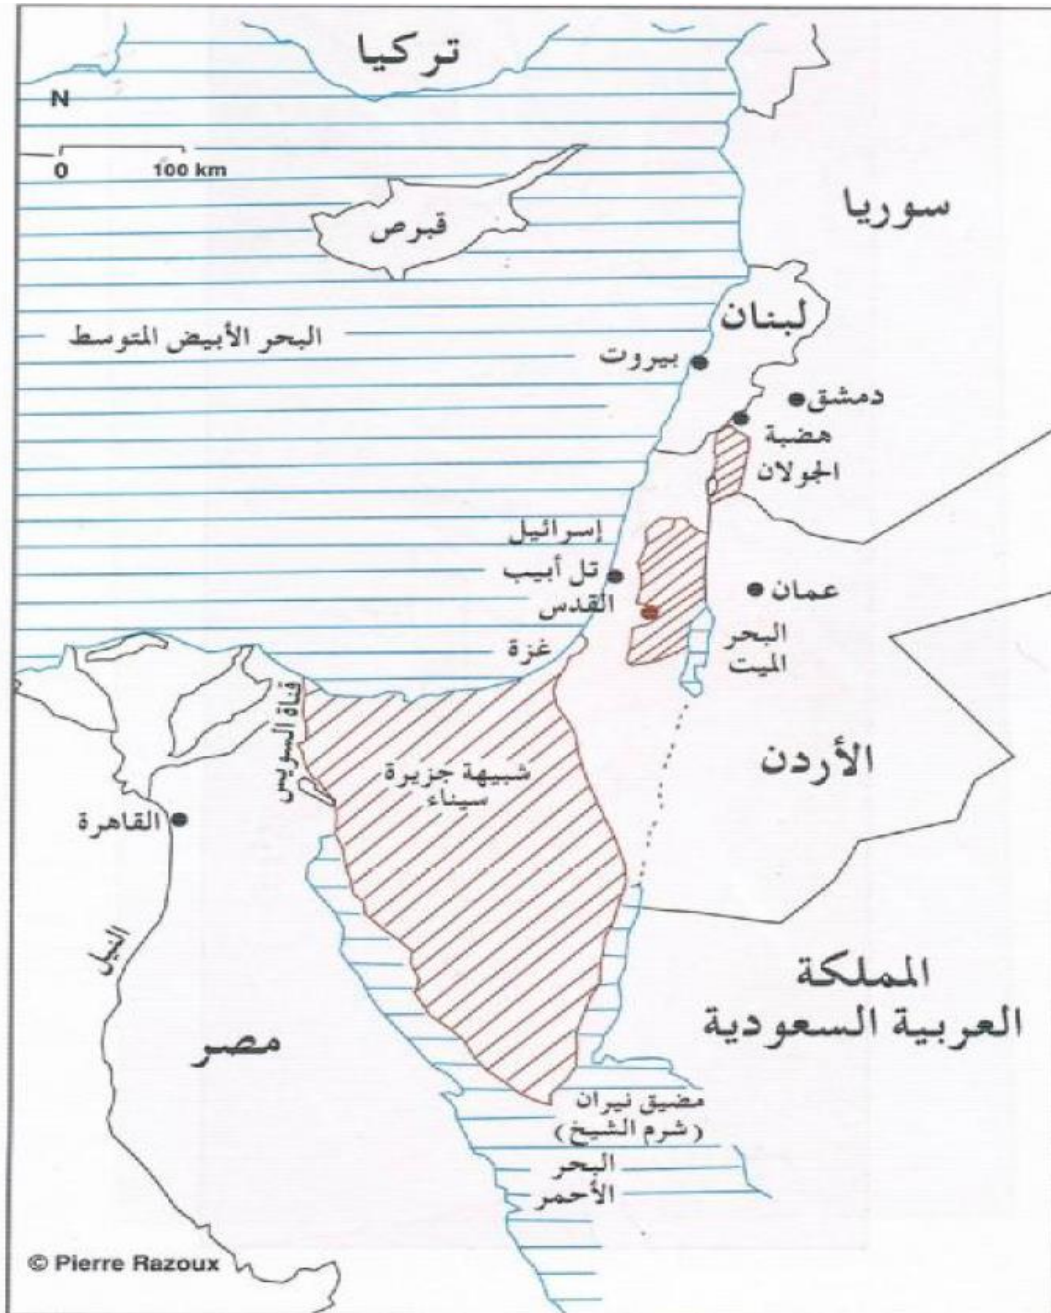 تركيا
N
0 100 km
سوريا
قبرص
لبنان
البحر الأبيض المتوسط
بيروت
دمشق
هضبة
الجولان
إسرائيل
تل أبيب
القدس
عمان
البحر
الميت
غزة
قناة السويس
شبيهة جزيرة
سيناء
الأردن
القاهرة
النيل
المملكة
العربية السعودية
مصر
مضيق نيران
(شرم الشيخ)
البحر
الأحمر
© Pierre Razoux